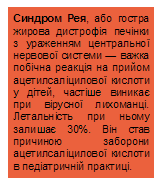 Синдром Рея, або гостра
жирова дистрофія печінки
з ураженням центральної
нервової системи — важка
побічна реакція на прийом
ацетилсаліцилової кислоти
у дітей, частіше виникає
при вірусної лихоманці.
Летальність при ньому
залишає 30%. Він став
причиною заборони
ацетилсаліцилової кислоти
в педіатричній практиці.